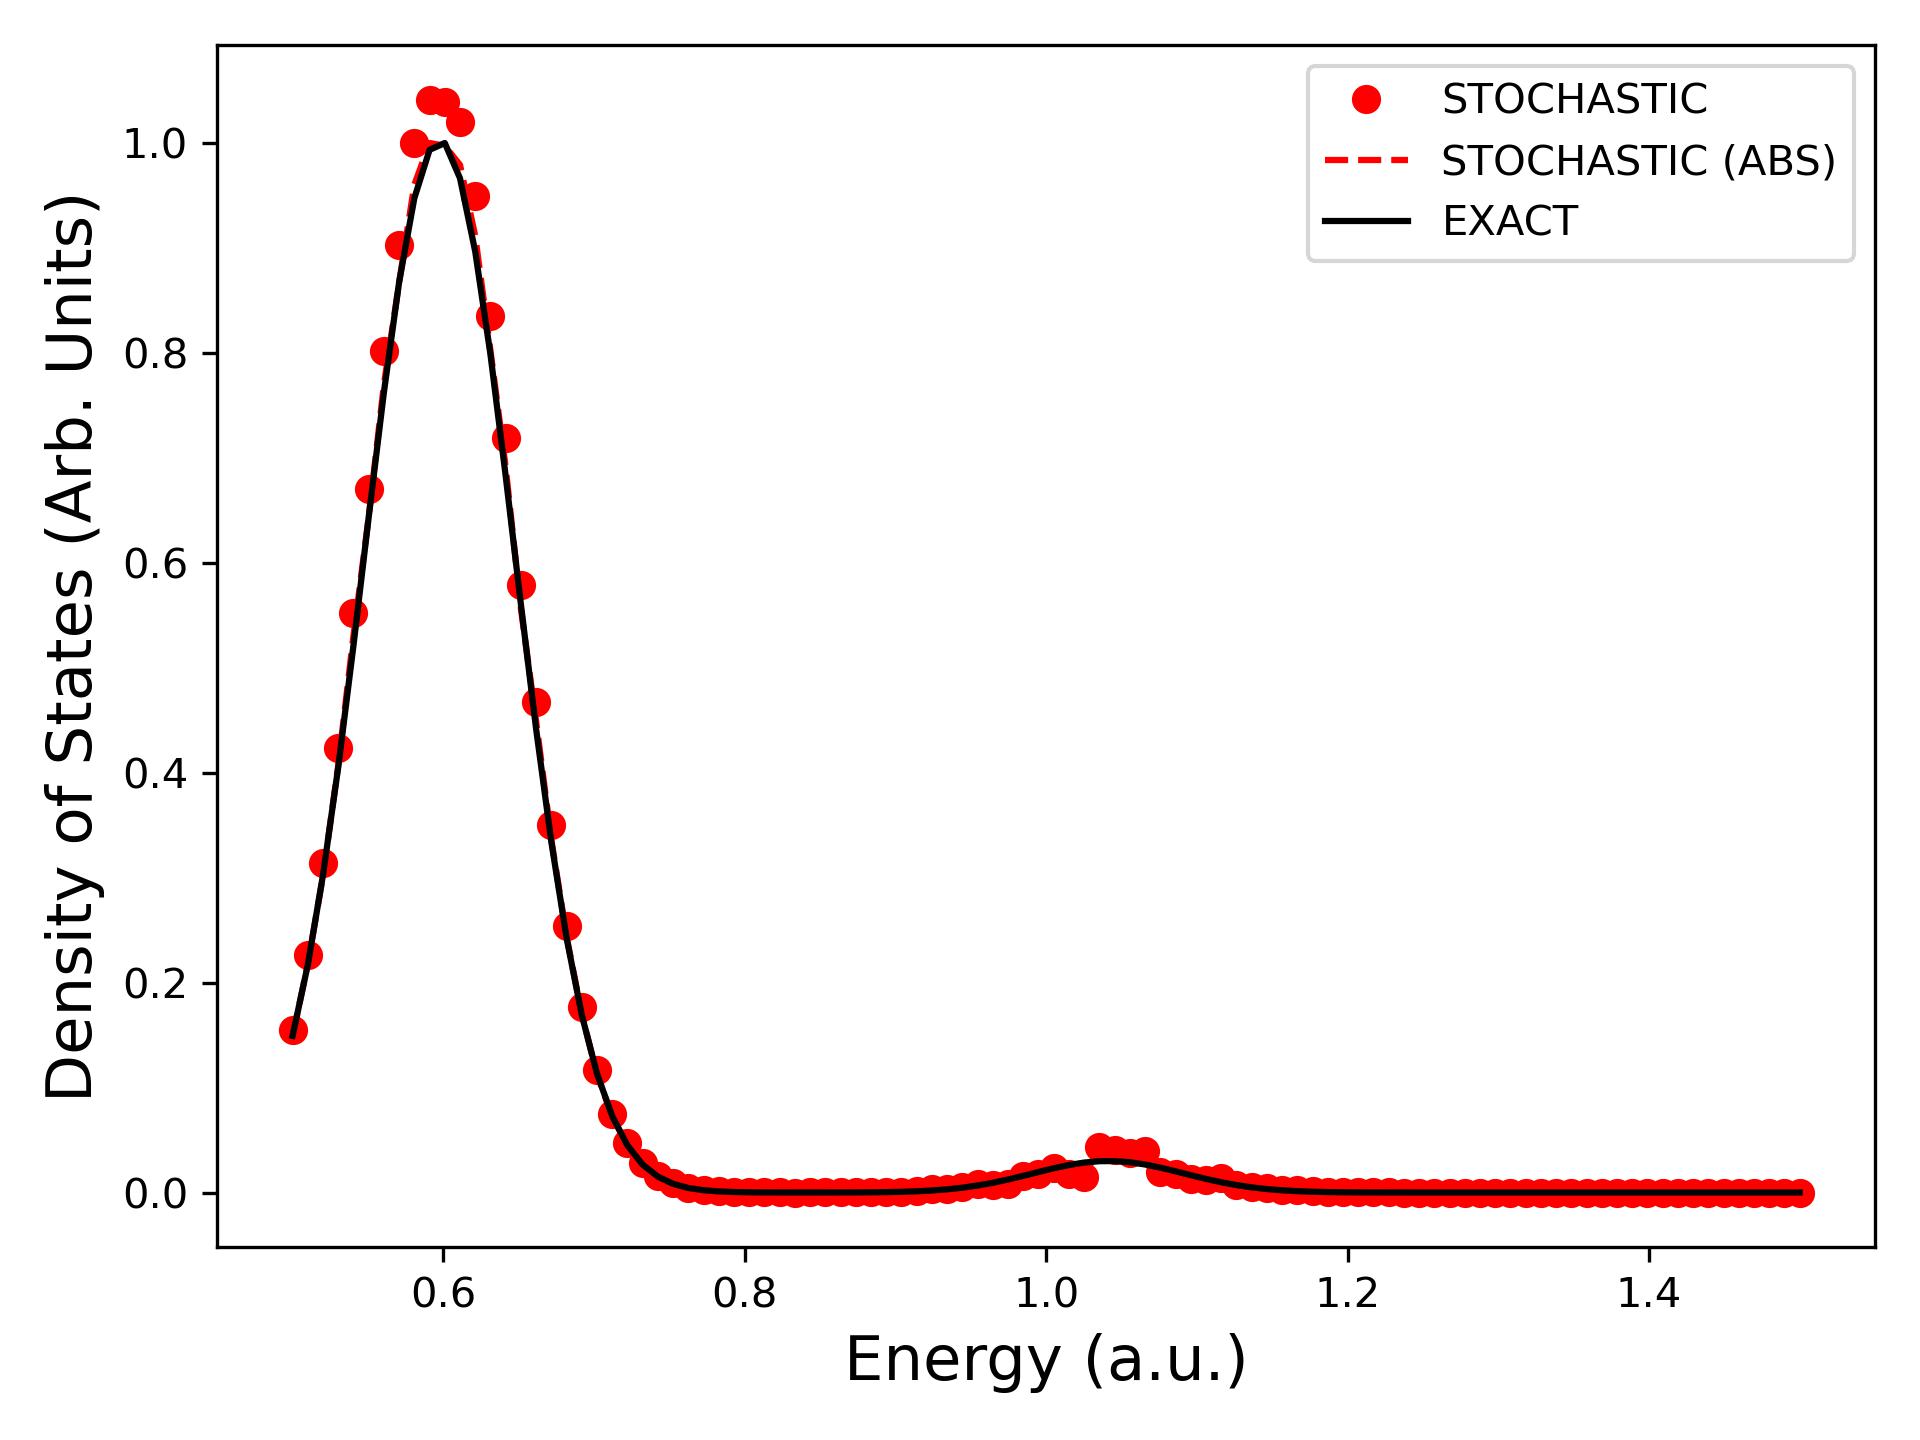 STOCHASTIC
STOCHASTIC (ABS)
EXACT
Density of States (Arb. Units)
1.0
0.8
0.6
0.4
0.2
0.0
0.6 0.8 1.0 1.2 1.4
Energy (a.u.)